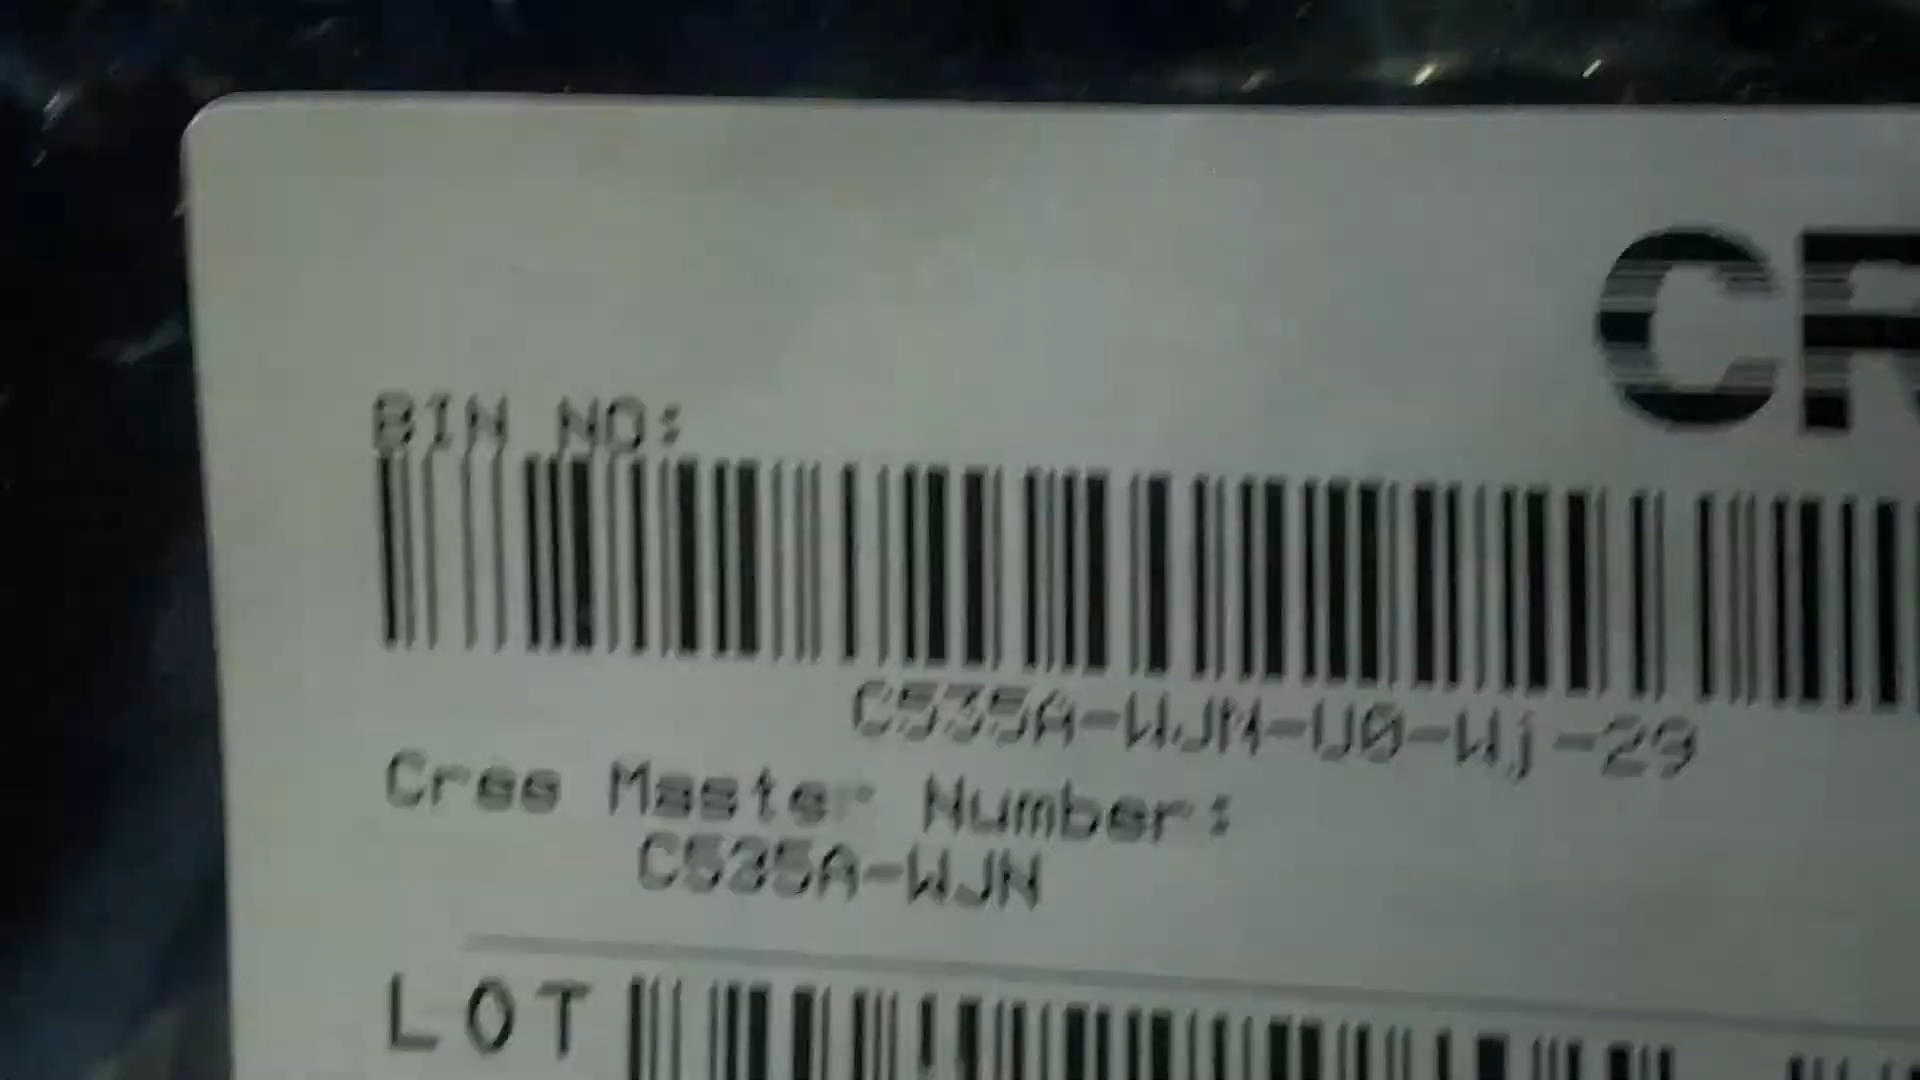 CR
BIN NO:
C535A-WJN-U0-Wj-29
Cree Master Number:
C535A-WJN
LOT